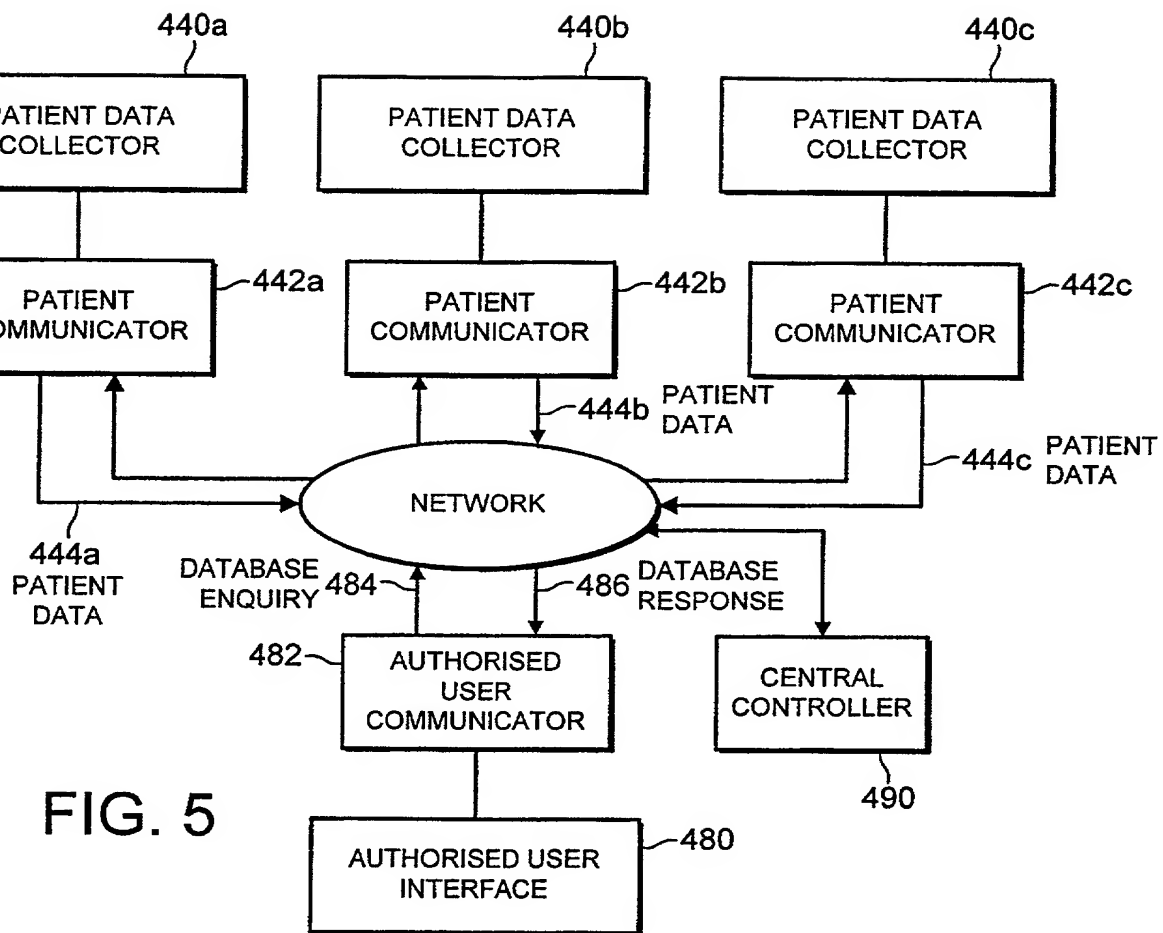 440a
440b
440c
ATIENT DATA
COLLECTOR
PATIENT DATA
COLLECTOR
PATIENT DATA
COLLECTOR
442a
442b
442c
PATIENT
OMMUNICATOR
PATIENT
COMMUNICATOR
PATIENT
COMMUNICATOR
444b PATIENT
DATA
444c PATIENT
DATA
NETWORK
444a
PATIENT
DATA
DATABASE
ENQUIRY 484
486 DATABASE
RESPONSE
482
AUTHORISED
USER
COMMUNICATOR
CENTRAL
CONTROLLER
490
FIG. 5
480
AUTHORISED USER
INTERFACE